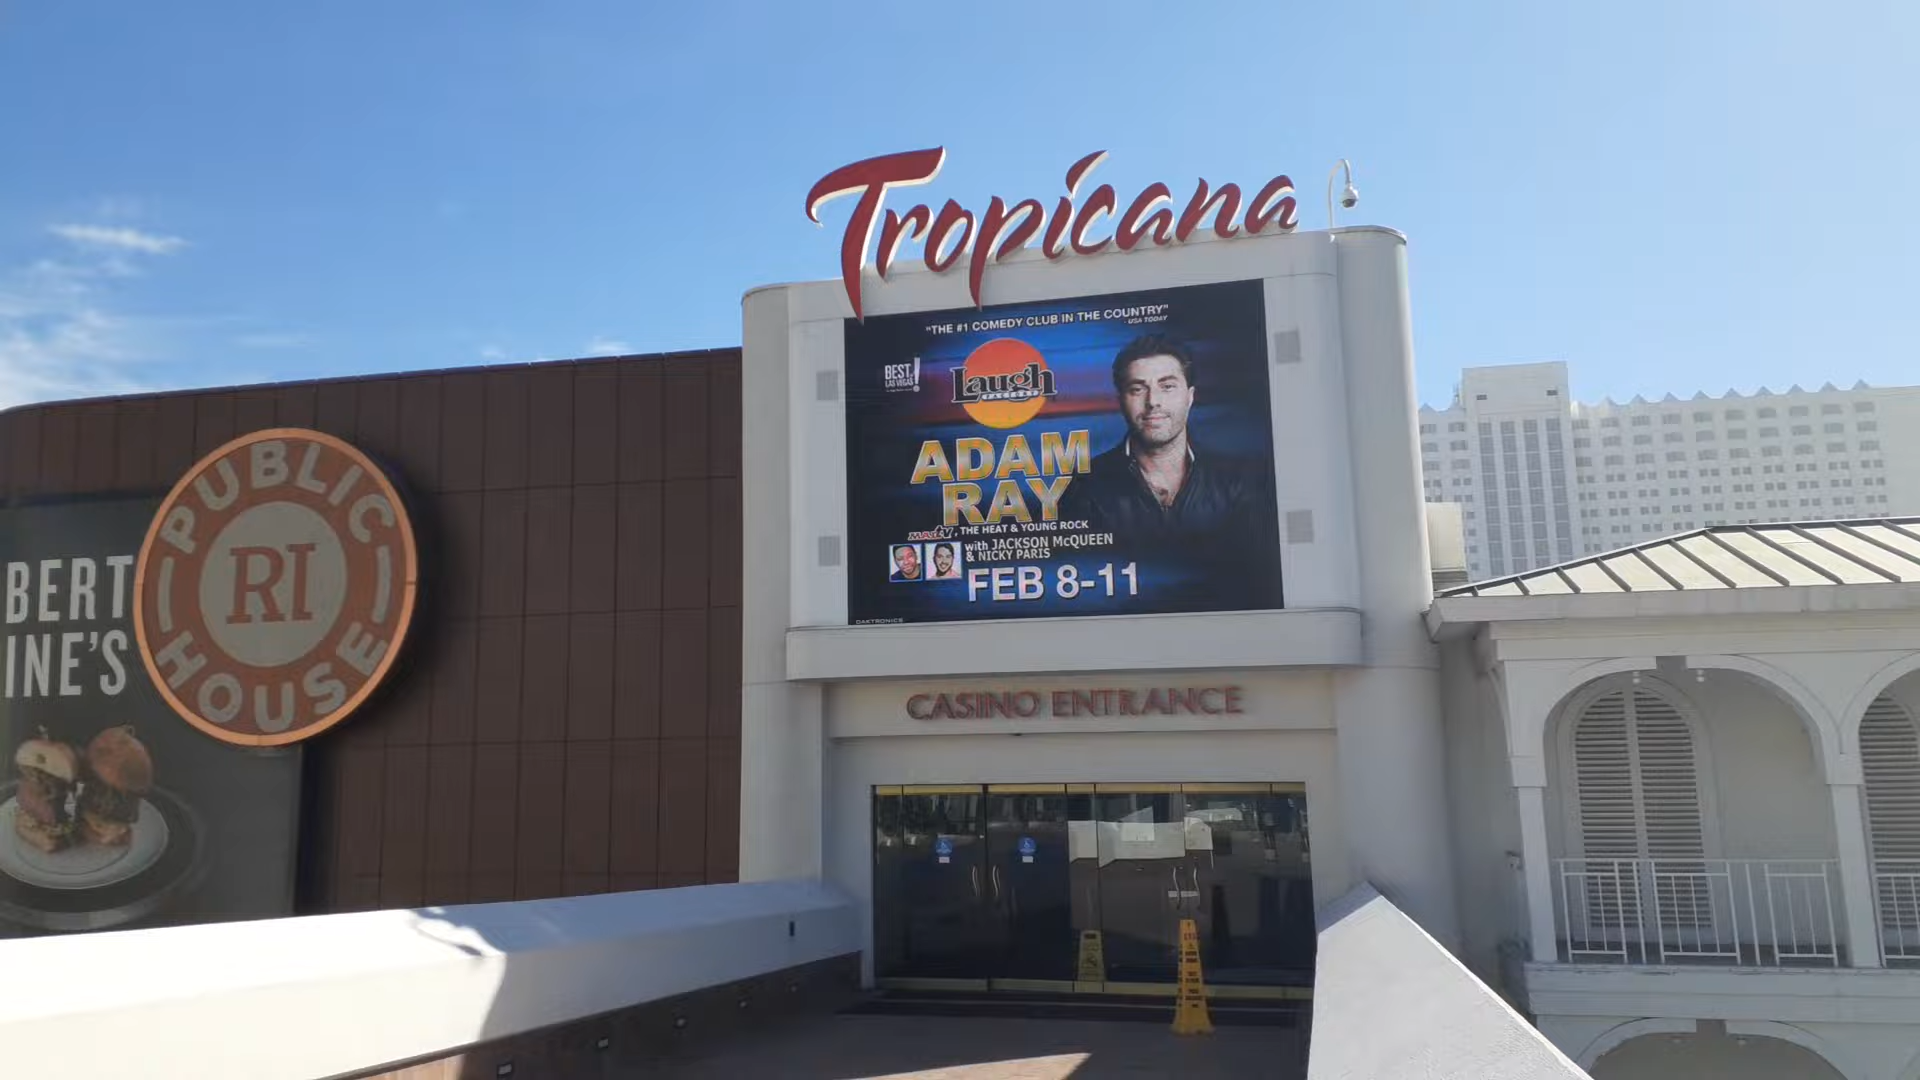 Tropicana
"THE #1 COMEDY CLUB IN THE COUNTRY"
- USA TODAY
BEST
LAS VEGAS!
Laugh
FACTORY
ADAM
RAY
MADtv, THE HEAT & YOUNG ROCK
with JACKSON McQUEEN
& NICKY PARIS
FEB 8-11
DAKTRONICS
CASINO ENTRANCE
PUBLIC
RI
HOUSE
BERT
INE'S